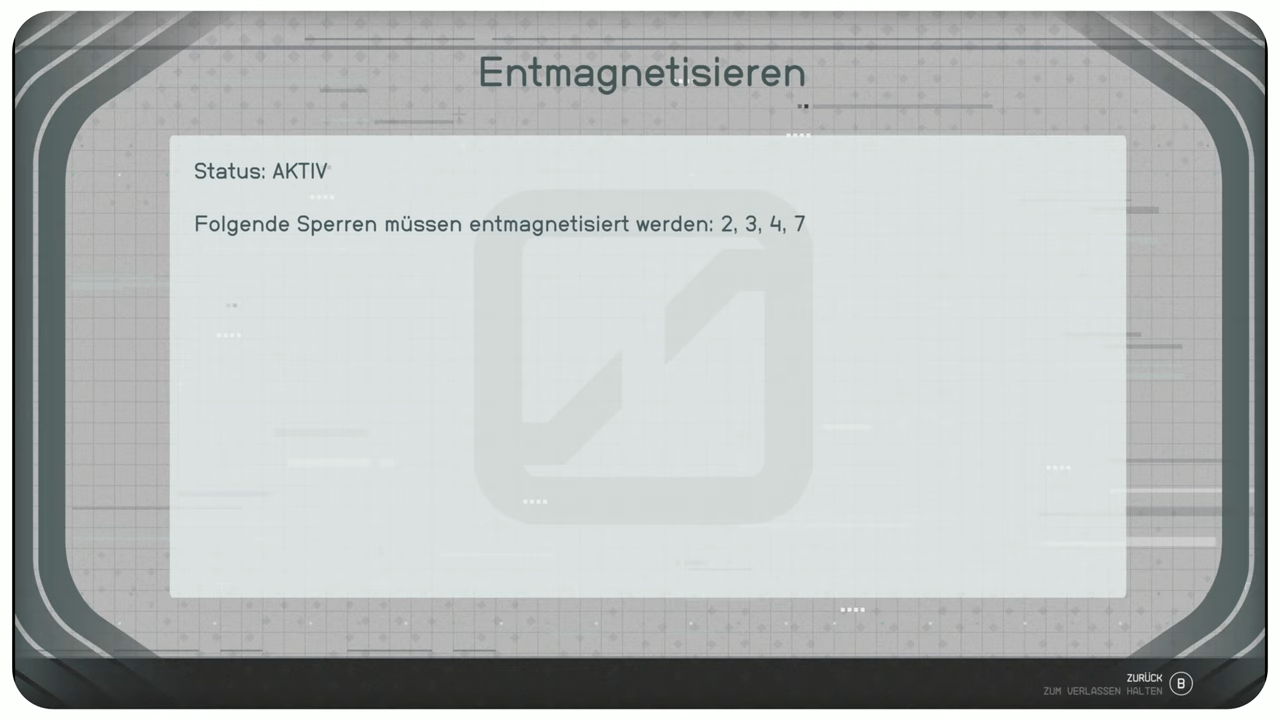 Entmagnetisieren
Status: AKTIV
Folgende Sperren müssen entmagnetisiert werden: 2, 3, 4, 7
ZURÜCK
ZUM VERLASSEN HALTEN B